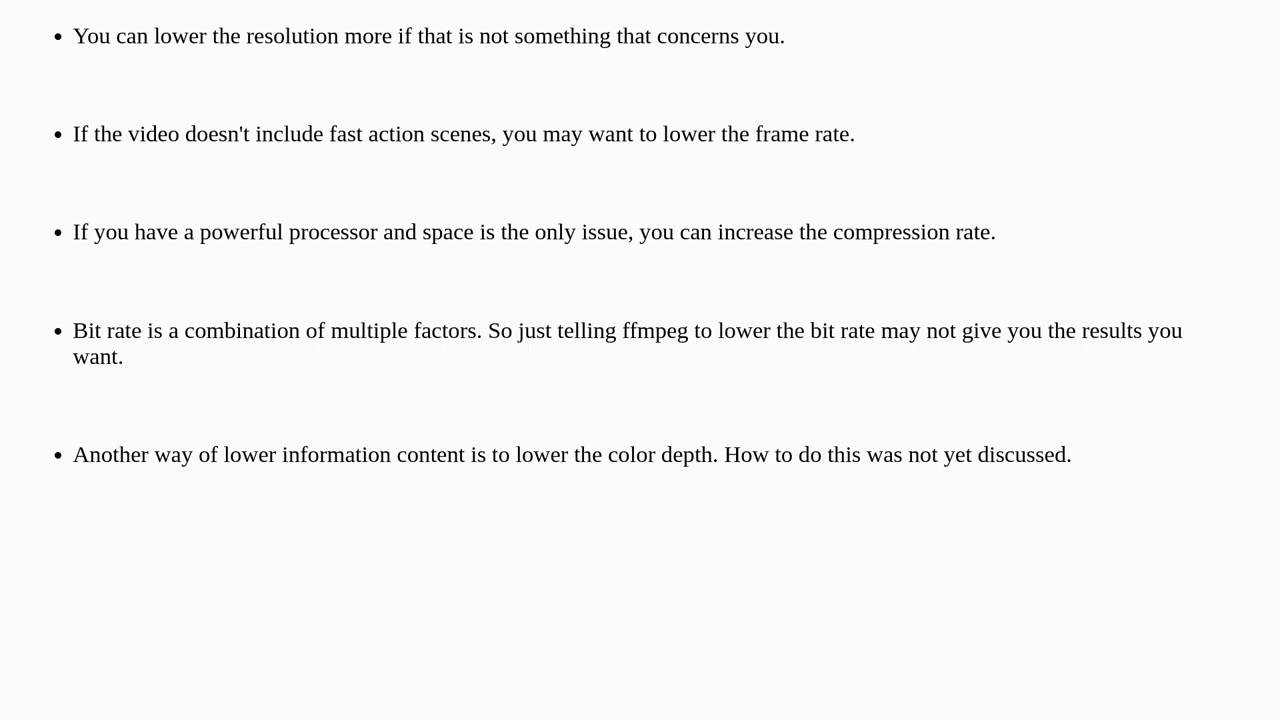 • You can lower the resolution more if that is not something that concerns you.
• If the video doesn't include fast action scenes, you may want to lower the frame rate.
• If you have a powerful processor and space is the only issue, you can increase the compression rate.
• Bit rate is a combination of multiple factors. So just telling ffmpeg to lower the bit rate may not give you the results you
want.
• Another way of lower information content is to lower the color depth. How to do this was not yet discussed.